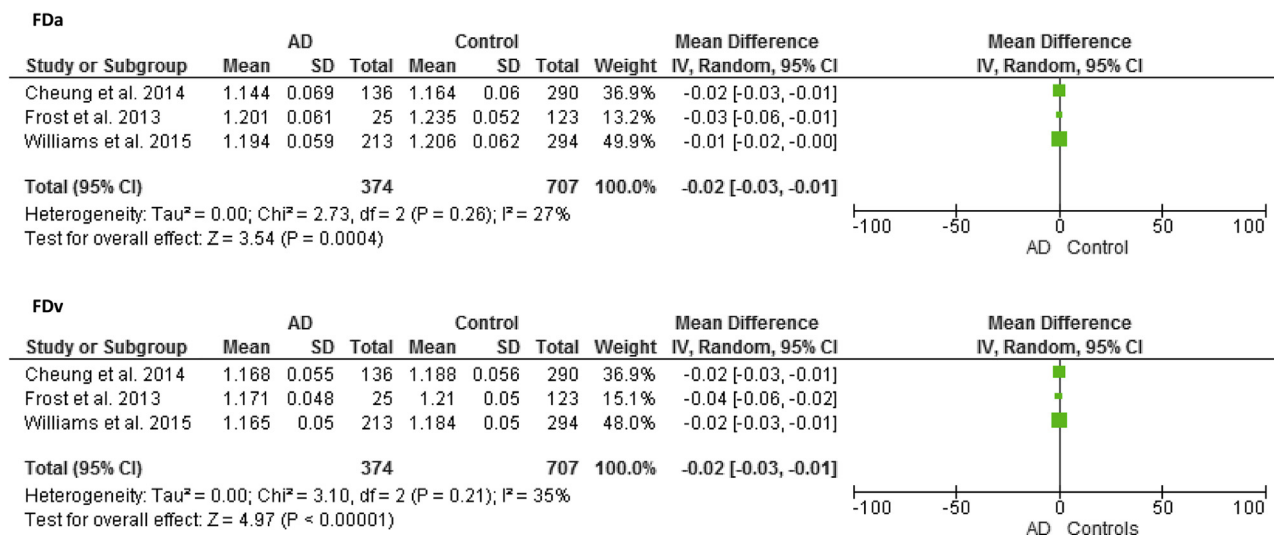 FDa
AD Control Mean Difference Mean Difference
Study or Subgroup Mean SD Total Mean SD Total Weight IV, Random, 95% CI IV, Random, 95% CI
Cheung et al. 2014 1.144 0.069 136 1.164 0.06 290 36.9% -0.02 [-0.03, -0.01]
Frost et al. 2013 1.201 0.061 25 1.235 0.052 123 13.2% -0.03 [-0.06, -0.01]
Williams et al. 2015 1.194 0.059 213 1.206 0.062 294 49.9% -0.01 [-0.02, -0.00]
Total (95% CI) 374 707 100.0% -0.02 [-0.03, -0.01]
Heterogeneity: Tau² = 0.00; Chi² = 2.73, df = 2 (P = 0.26); I² = 27%
Test for overall effect: Z = 3.54 (P = 0.0004)
-100 -50 0 50 100
AD Control
FDv
AD Control Mean Difference Mean Difference
Study or Subgroup Mean SD Total Mean SD Total Weight IV, Random, 95% CI IV, Random, 95% CI
Cheung et al. 2014 1.168 0.055 136 1.188 0.056 290 36.9% -0.02 [-0.03, -0.01]
Frost et al. 2013 1.171 0.048 25 1.21 0.05 123 15.1% -0.04 [-0.06, -0.02]
Williams et al. 2015 1.165 0.05 213 1.184 0.05 294 48.0% -0.02 [-0.03, -0.01]
Total (95% CI) 374 707 100.0% -0.02 [-0.03, -0.01]
Heterogeneity: Tau² = 0.00; Chi² = 3.10, df = 2 (P = 0.21); I² = 35%
Test for overall effect: Z = 4.97 (P < 0.00001)
-100 -50 0 50 100
AD Controls